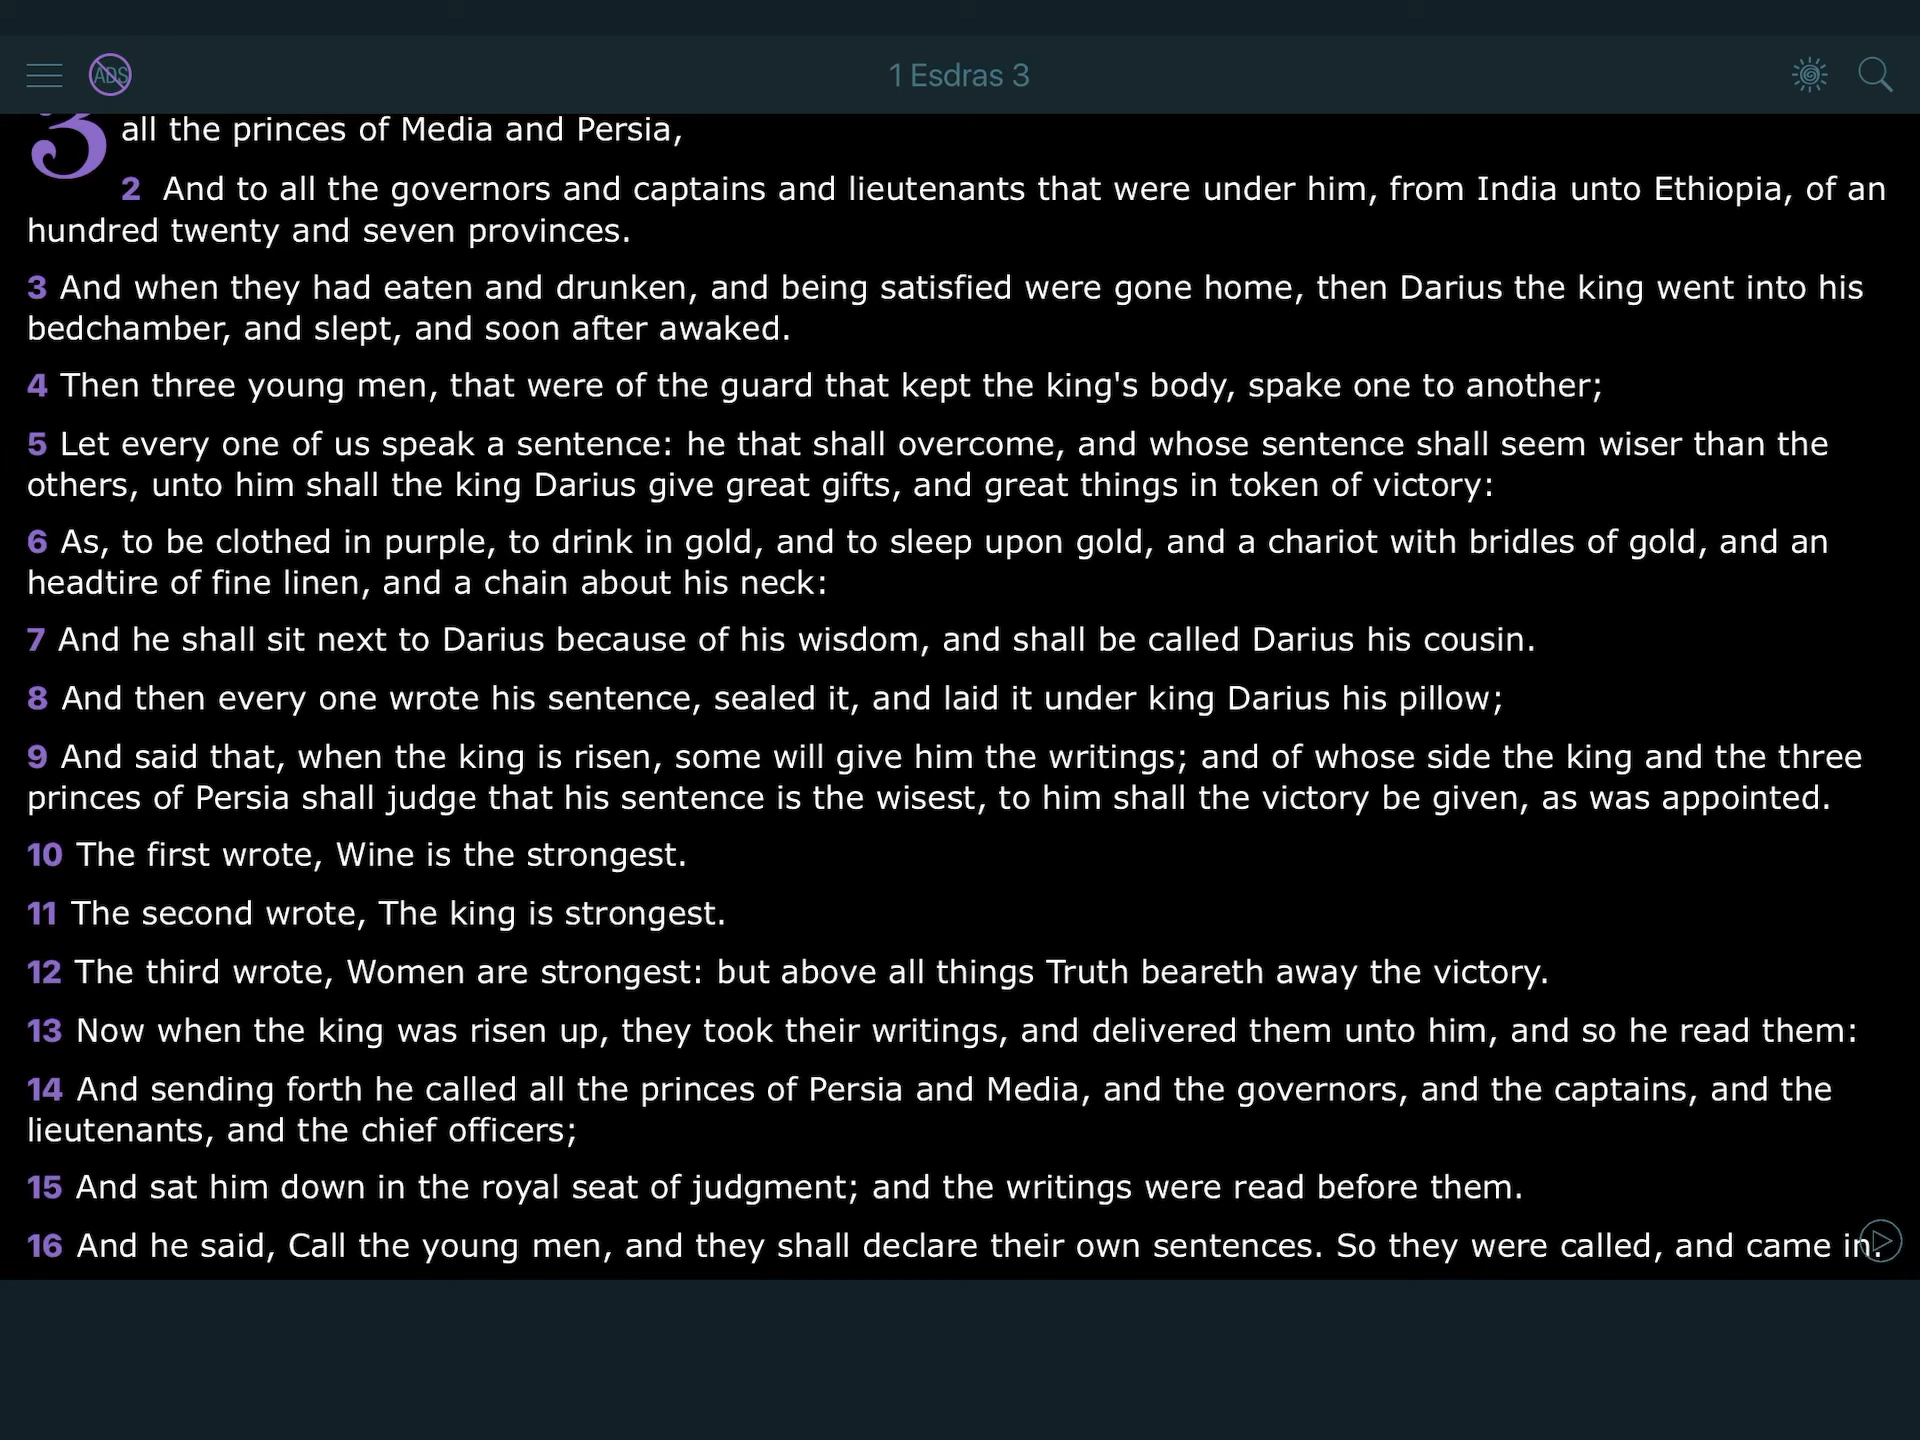 ADS
1 Esdras 3
3 all the princes of Media and Persia,
2 And to all the governors and captains and lieutenants that were under him, from India unto Ethiopia, of an
hundred twenty and seven provinces.
3 And when they had eaten and drunken, and being satisfied were gone home, then Darius the king went into his
bedchamber, and slept, and soon after awaked.
4 Then three young men, that were of the guard that kept the king's body, spake one to another;
5 Let every one of us speak a sentence: he that shall overcome, and whose sentence shall seem wiser than the
others, unto him shall the king Darius give great gifts, and great things in token of victory:
6 As, to be clothed in purple, to drink in gold, and to sleep upon gold, and a chariot with bridles of gold, and an
headtire of fine linen, and a chain about his neck:
7 And he shall sit next to Darius because of his wisdom, and shall be called Darius his cousin.
8 And then every one wrote his sentence, sealed it, and laid it under king Darius his pillow;
9 And said that, when the king is risen, some will give him the writings; and of whose side the king and the three
princes of Persia shall judge that his sentence is the wisest, to him shall the victory be given, as was appointed.
10 The first wrote, Wine is the strongest.
11 The second wrote, The king is strongest.
12 The third wrote, Women are strongest: but above all things Truth beareth away the victory.
13 Now when the king was risen up, they took their writings, and delivered them unto him, and so he read them:
14 And sending forth he called all the princes of Persia and Media, and the governors, and the captains, and the
lieutenants, and the chief officers;
15 And sat him down in the royal seat of judgment; and the writings were read before them.
16 And he said, Call the young men, and they shall declare their own sentences. So they were called, and came in.